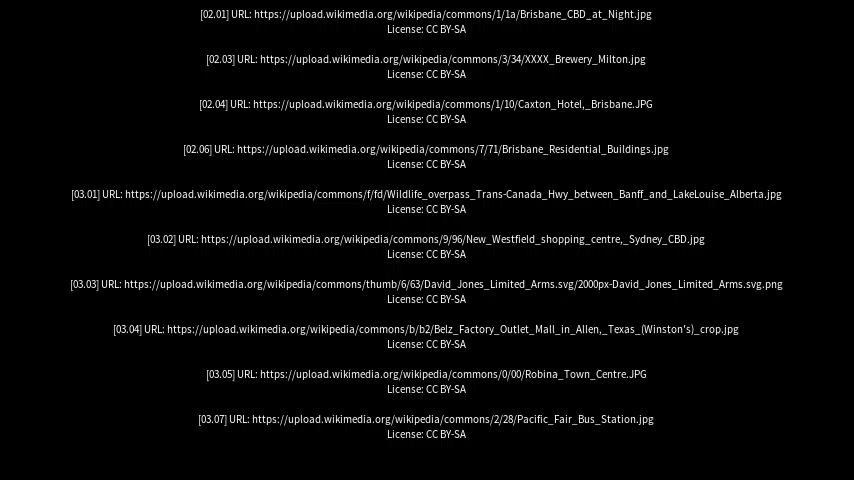 [02.01] URL: https://upload.wikimedia.org/wikipedia/commons/1/1a/Brisbane_CBD_at_Night.jpg
License: CC BY-SA
[02.03] URL: https://upload.wikimedia.org/wikipedia/commons/3/34/XXXX_Brewery_Milton.jpg
License: CC BY-SA
[02.04] URL: https://upload.wikimedia.org/wikipedia/commons/1/10/Caxton_Hotel,_Brisbane.JPG
License: CC BY-SA
[02.06] URL: https://upload.wikimedia.org/wikipedia/commons/7/71/Brisbane_Residential_Buildings.jpg
License: CC BY-SA
[03.01] URL: https://upload.wikimedia.org/wikipedia/commons/f/fd/Wildlife_overpass_Trans-Canada_Hwy_between_Banff_and_LakeLouise_Alberta.jpg
License: CC BY-SA
[03.02] URL: https://upload.wikimedia.org/wikipedia/commons/9/96/New_Westfield_shopping_centre,_Sydney_CBD.jpg
License: CC BY-SA
[03.03] URL: https://upload.wikimedia.org/wikipedia/commons/thumb/6/63/David_Jones_Limited_Arms.svg/2000px-David_Jones_Limited_Arms.svg.png
License: CC BY-SA
[03.04] URL: https://upload.wikimedia.org/wikipedia/commons/b/b2/Belz_Factory_Outlet_Mall_in_Allen,_Texas_(Winston's)_crop.jpg
License: CC BY-SA
[03.05] URL: https://upload.wikimedia.org/wikipedia/commons/0/00/Robina_Town_Centre.JPG
License: CC BY-SA
[03.07] URL: https://upload.wikimedia.org/wikipedia/commons/2/28/Pacific_Fair_Bus_Station.jpg
License: CC BY-SA